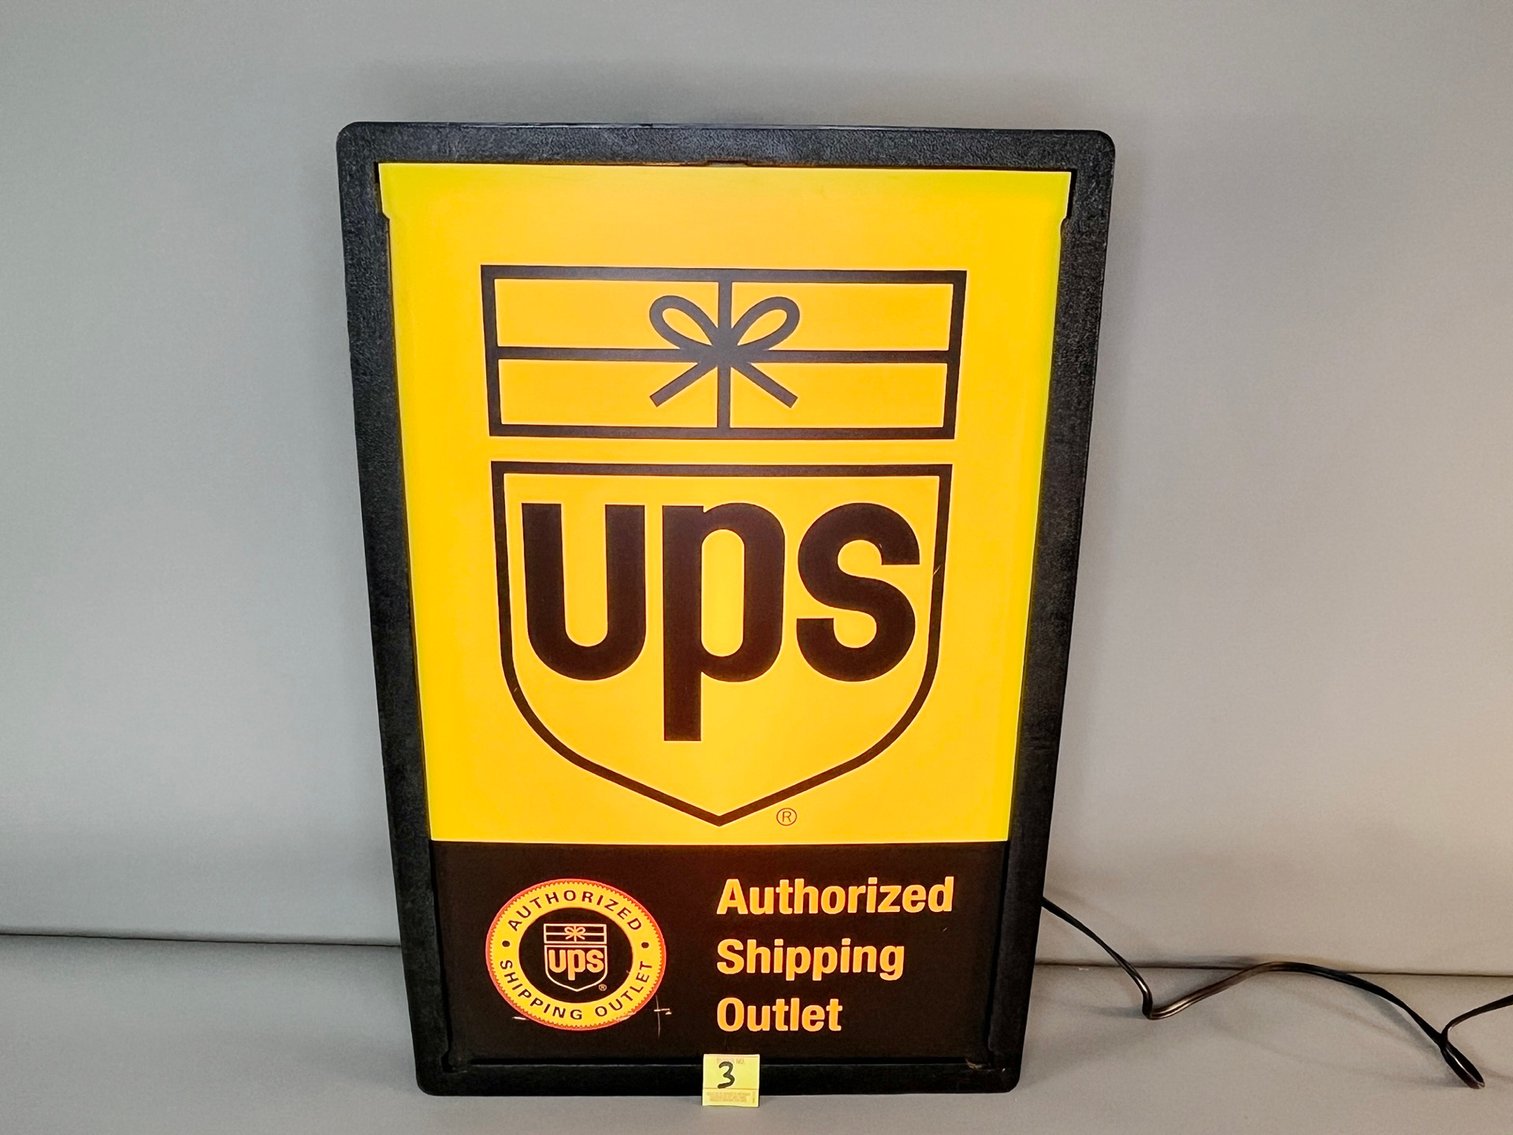 ups
®
AUTHORIZED
ups
®
SHIPPING OUTLET
Authorized
Shipping
Outlet
3